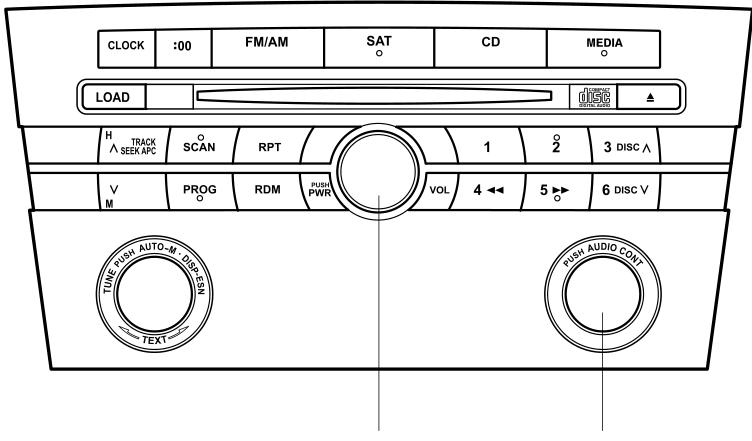 CLOCK :00 FM/AM SAT CD MEDIA
LOAD COMPACT disc DIGITAL AUDIO
H TRACK
SEEK APC SCAN RPT 1 2 3 DISC
M PROG RDM PUSH PWR VOL 4 5 6 DISC
TUNE PUSH AUTO-M · DISP-ESN
TEXT
PUSH AUDIO CONT